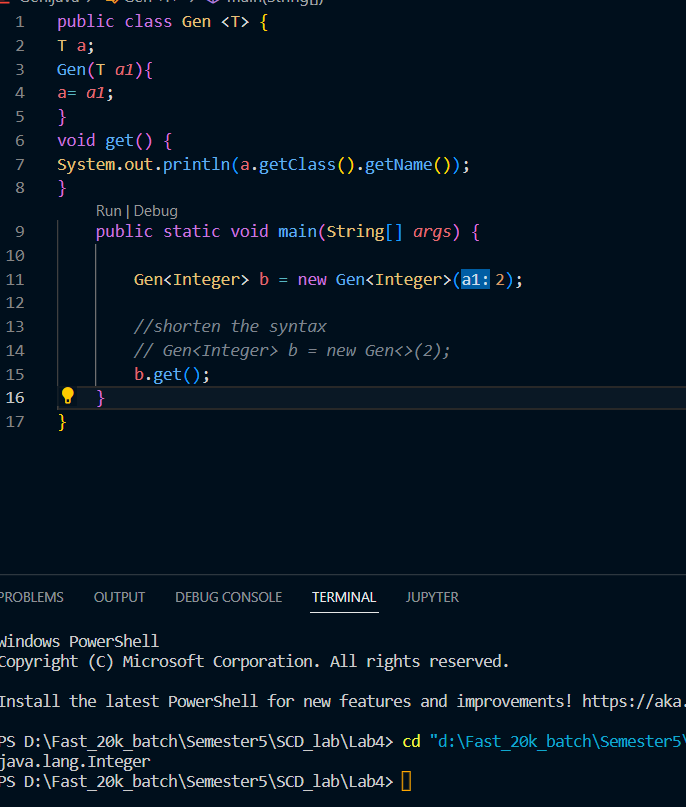 1 public class Gen <T> {
2 T a;
3 Gen(T a1){
4 a= a1;
5 }
6 void get() {
7 System.out.println(a.getClass().getName());
8 }
Run | Debug
9 public static void main(String[] args) {
10
11 Gen<Integer> b = new Gen<Integer>(a1: 2);
12
13 //shorten the syntax
14 // Gen<Integer> b = new Gen<>(2);
15 b.get();
16 }
17 }
PROBLEMS OUTPUT DEBUG CONSOLE TERMINAL JUPYTER
Windows PowerShell
Copyright (C) Microsoft Corporation. All rights reserved.
Install the latest PowerShell for new features and improvements! https://aka.
PS D:\Fast_20k_batch\Semester5\SCD_lab\Lab4> cd "d:\Fast_20k_batch\Semester5\
java.lang.Integer
PS D:\Fast_20k_batch\Semester5\SCD_lab\Lab4>